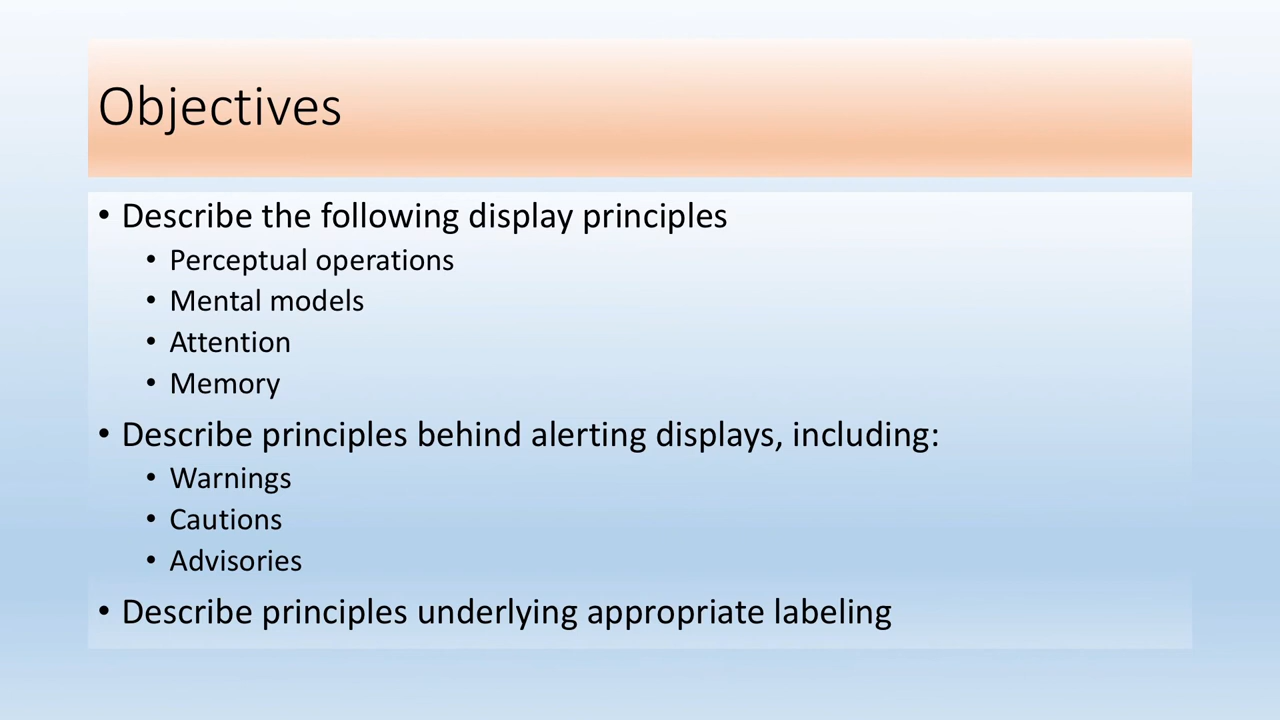 Objectives
• Describe the following display principles
• Perceptual operations
• Mental models
• Attention
• Memory
• Describe principles behind alerting displays, including:
• Warnings
• Cautions
• Advisories
• Describe principles underlying appropriate labeling